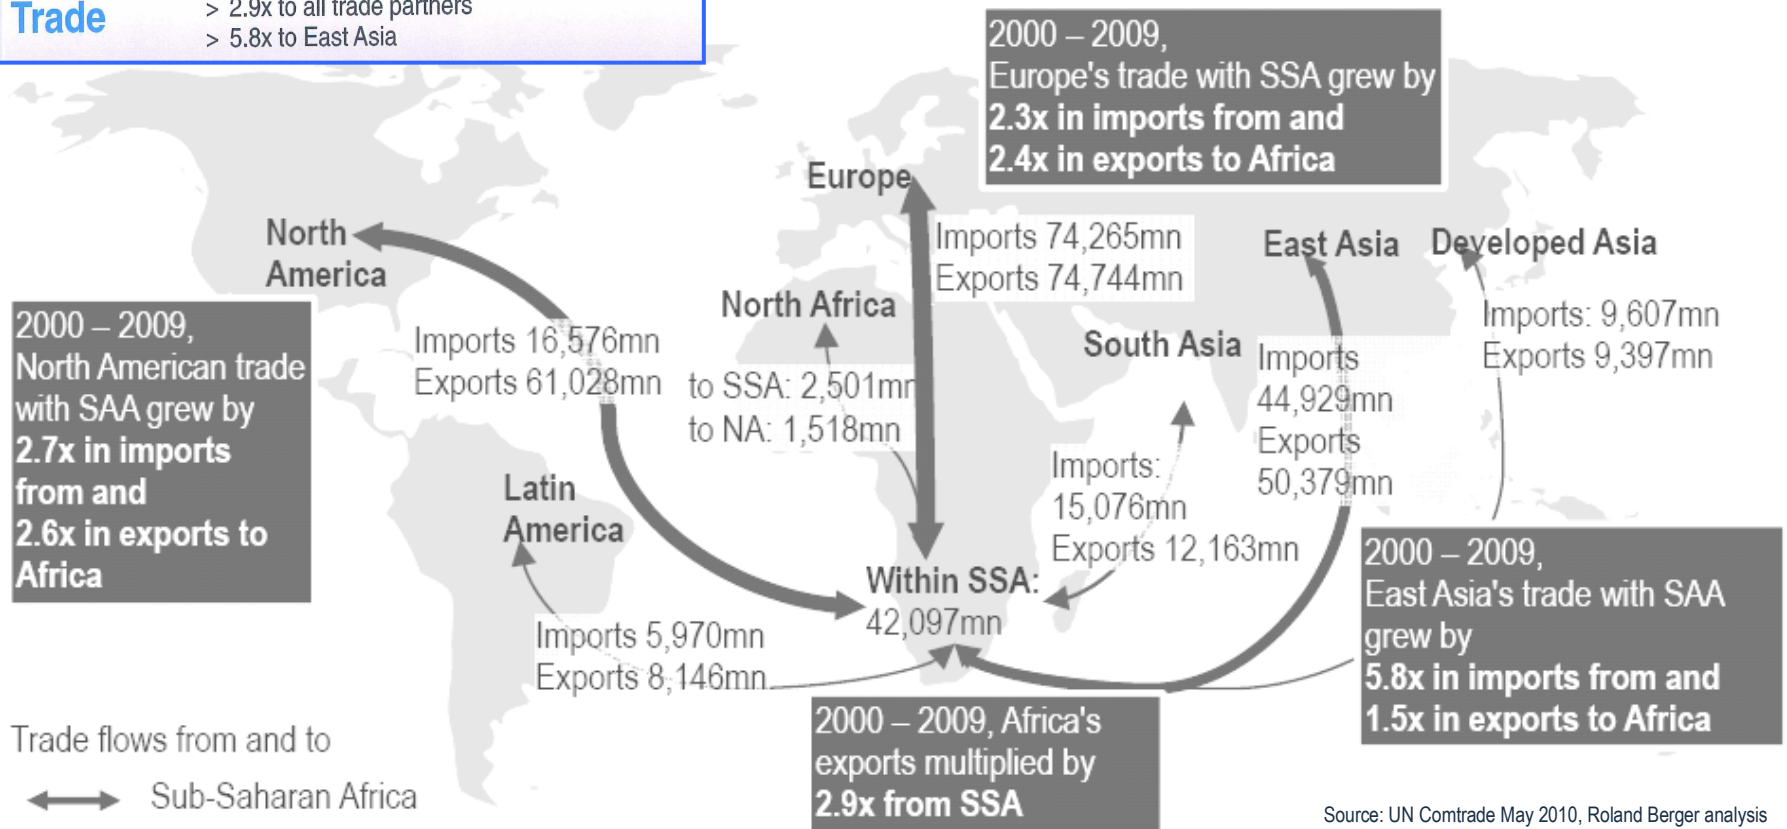 Trade
> 2.9x to all trade partners
> 5.8x to East Asia
2000 – 2009,
Europe's trade with SSA grew by
2.3x in imports from and
2.4x in exports to Africa
Europe
Imports 74,265mn
Exports 74,744mn
North
America
2000 – 2009,
North American trade
with SAA grew by
2.7x in imports
from and
2.6x in exports to
Africa
Imports 16,576mn
Exports 61,028mn
North Africa
to SSA: 2,501mn
to NA: 1,518mn
South Asia
Imports:
15,076mn
Exports 12,163mn
East Asia
Imports
44,929mn
Exports
50,379mn
Developed Asia
Imports: 9,607mn
Exports 9,397mn
Latin
America
Imports 5,970mn
Exports 8,146mn
Within SSA:
42,097mn
2000 – 2009,
East Asia's trade with SAA
grew by
5.8x in imports from and
1.5x in exports to Africa
2000 – 2009, Africa's
exports multiplied by
2.9x from SSA
Trade flows from and to
Sub-Saharan Africa
Source: UN Comtrade May 2010, Roland Berger analysis